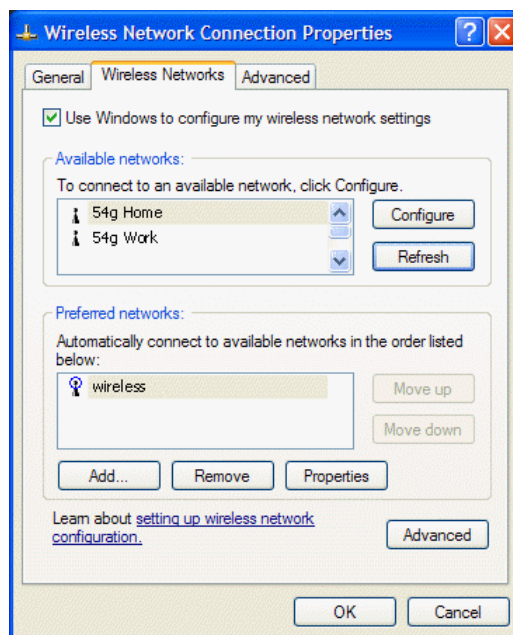 Wireless Network Connection Properties
General Wireless Networks Advanced
Use Windows to configure my wireless network settings
Available networks:
To connect to an available network, click Configure.
54g Home
Configure
54g Work
Refresh
Preferred networks:
Automatically connect to available networks in the order listed
below:
wireless
Move up
Move down
Add... Remove Properties
Learn about setting up wireless network
configuration.
Advanced
OK Cancel